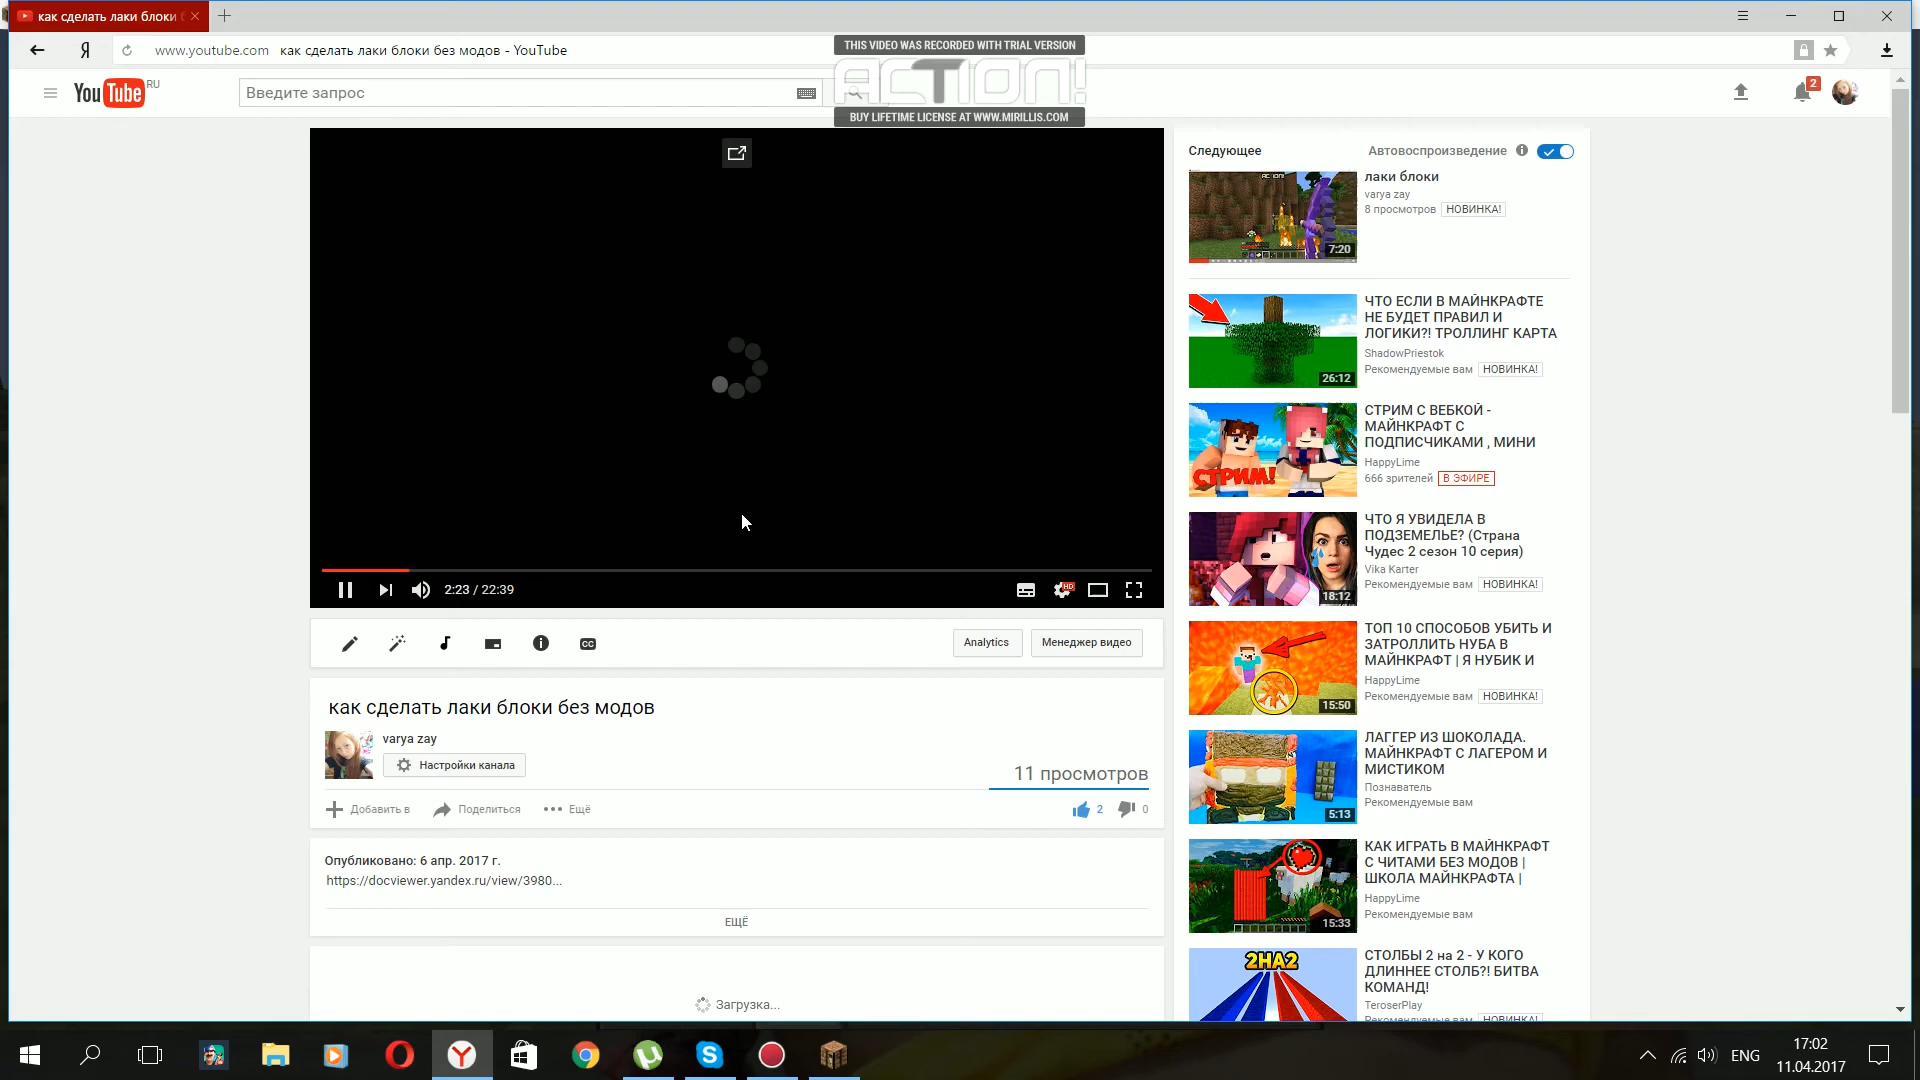 как сделать лаки блоки б
www.youtube.com как сделать лаки блоки без модов - YouTube
THIS VIDEO WAS RECORDED WITH TRIAL VERSION
ACTION!
BUY LIFETIME LICENSE AT WWW.MIRILLIS.COM
YouTube RU
Введите запрос
2
Следующее
Автовоспроизведение
лаки блоки
varya zay
8 просмотров НОВИНКА!
7:20
ЧТО ЕСЛИ В МАЙНКРАФТЕ
НЕ БУДЕТ ПРАВИЛ И
ЛОГИКИ?! ТРОЛЛИНГ КАРТА
ShadowPriestok
Рекомендуемые вам НОВИНКА!
26:12
СТРИМ С ВЕБКОЙ -
МАЙНКРАФТ С
ПОДПИСЧИКАМИ , МИНИ
HappyLime
666 зрителей В ЭФИРЕ
СТРИМ!
ЧТО Я УВИДЕЛА В
ПОДЗЕМЕЛЬЕ? (Страна
Чудес 2 сезон 10 серия)
Vika Karter
Рекомендуемые вам НОВИНКА!
18:12
ТОП 10 СПОСОБОВ УБИТЬ И
ЗАТРОЛЛИТЬ НУБА В
МАЙНКРАФТ | Я НУБИК И
HappyLime
Рекомендуемые вам НОВИНКА!
15:50
ЛАГГЕР ИЗ ШОКОЛАДА.
МАЙНКРАФТ С ЛАГЕРОМ И
МИСТИКОМ
Познаватель
Рекомендуемые вам
5:13
КАК ИГРАТЬ В МАЙНКРАФТ
С ЧИТАМИ БЕЗ МОДОВ |
ШКОЛА МАЙНКРАФТА |
HappyLime
Рекомендуемые вам
15:33
СТОЛБЫ 2 на 2 - У КОГО
ДЛИННЕЕ СТОЛБ?! БИТВА
КОМАНД!
TeroserPlay
Рекомендуемые вам НОВИНКА!
2НА2
2:23 / 22:39
HD
CC
Analytics
Менеджер видео
как сделать лаки блоки без модов
varya zay
Настройки канала
11 просмотров
Добавить в
Поделиться
Ещё
2
0
Опубликовано: 6 апр. 2017 г.
https://docviewer.yandex.ru/view/3980...
ЕЩЁ
Загрузка...
ENG
17:02
11.04.2017